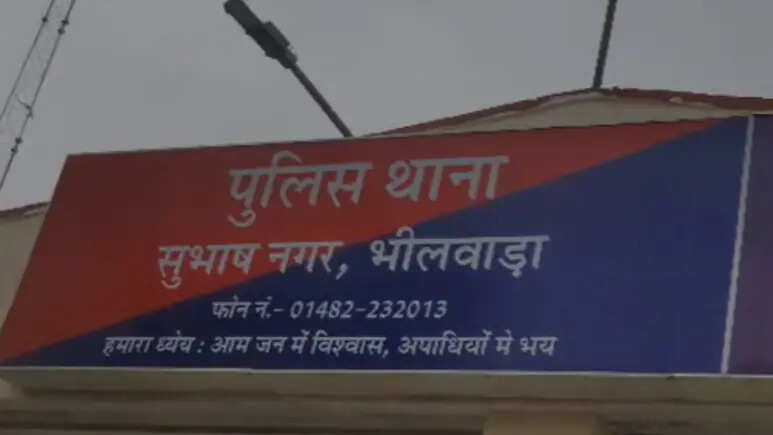 पुलिस थाना
सुभाष नगर, भीलवाड़ा
फोन नं.- 01482-232013
हमारा ध्येय : आम जन में विश्वास, अपाधियों मे भय